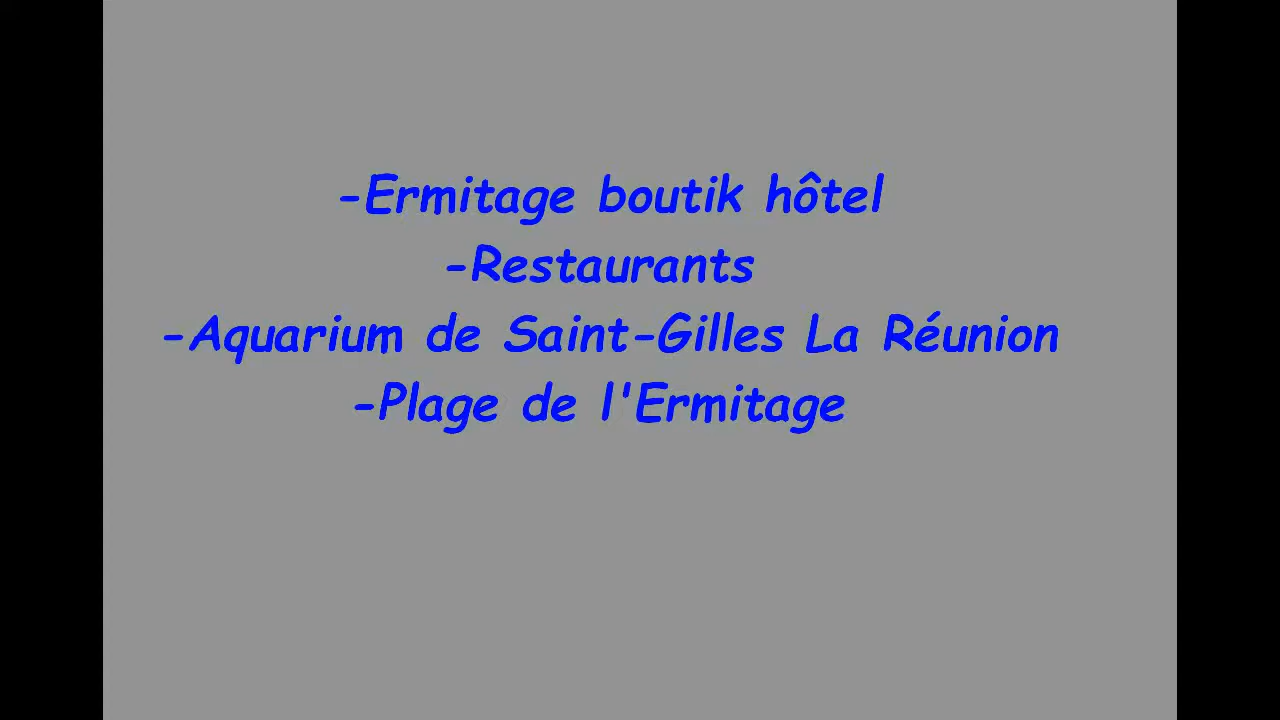 -Ermitage boutik hôtel
-Restaurants
-Aquarium de Saint-Gilles La Réunion
-Plage de l'Ermitage